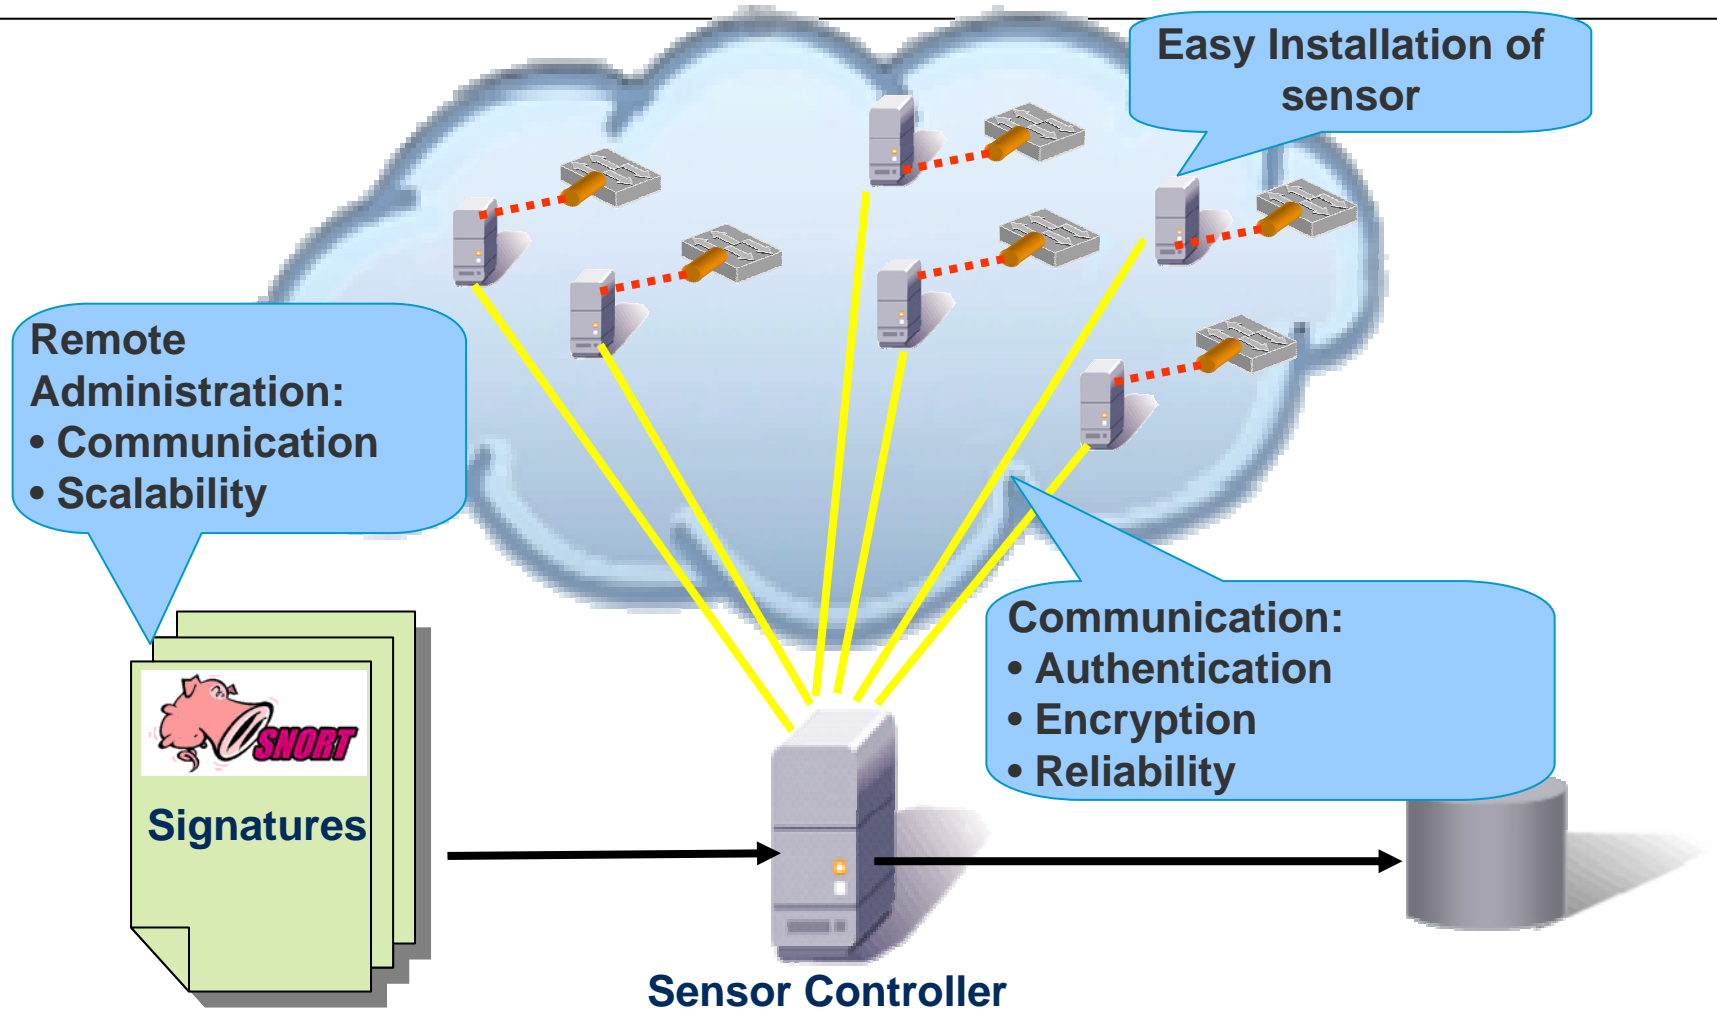 Easy Installation of
sensor
Remote
Administration:
• Communication
• Scalability
Communication:
• Authentication
• Encryption
• Reliability
SNORT
Signatures
Sensor Controller